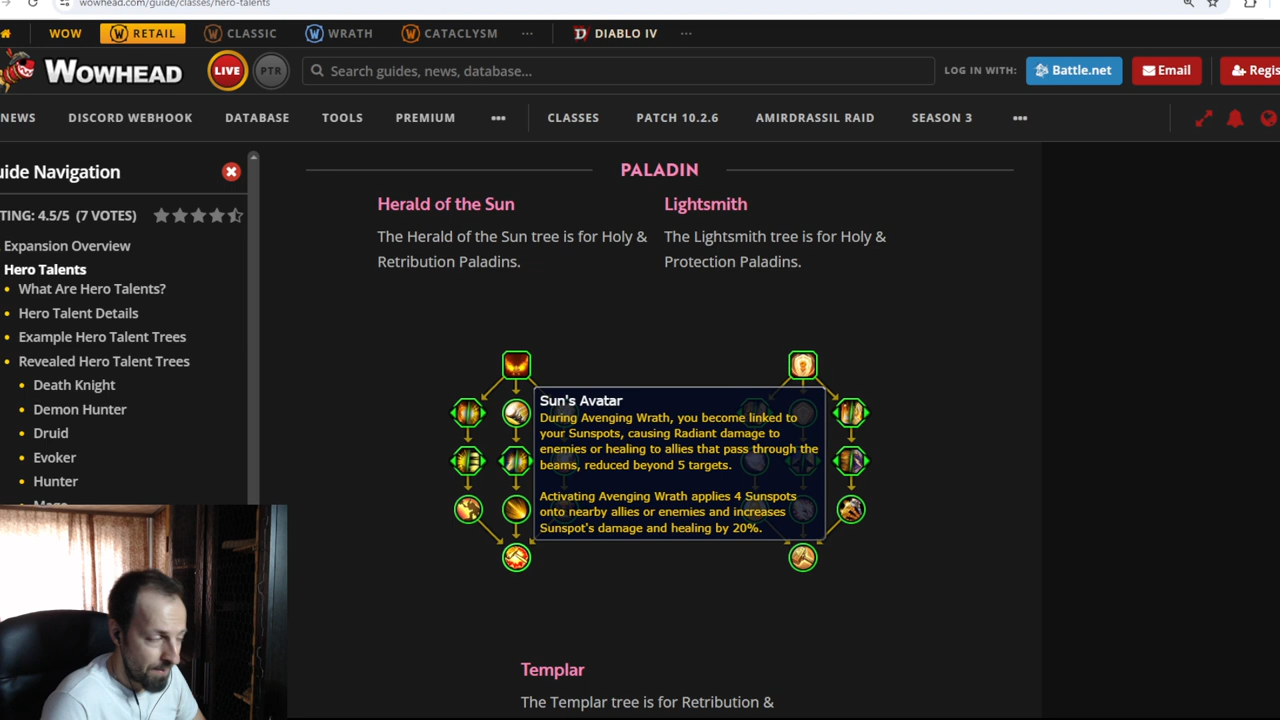 wowhead.com/guide/classes/hero-talents
WOW
RETAIL
CLASSIC
WRATH
CATACLYSM
DIABLO IV
WOWHEAD
LIVE
PTR
Search guides, news, database...
LOG IN WITH:
Battle.net
Email
Regis
NEWS
DISCORD WEBHOOK
DATABASE
TOOLS
PREMIUM
CLASSES
PATCH 10.2.6
AMIRDRASSIL RAID
SEASON 3
uide Navigation
TING: 4.5/5 (7 VOTES)
Expansion Overview
Hero Talents
What Are Hero Talents?
Hero Talent Details
Example Hero Talent Trees
Revealed Hero Talent Trees
Death Knight
Demon Hunter
Druid
Evoker
Hunter
PALADIN
Herald of the Sun
The Herald of the Sun tree is for Holy &
Retribution Paladins.
Lightsmith
The Lightsmith tree is for Holy &
Protection Paladins.
Sun's Avatar
During Avenging Wrath, you become linked to
your Sunspots, causing Radiant damage to
enemies or healing to allies that pass through the
beams, reduced beyond 5 targets.
Activating Avenging Wrath applies 4 Sunspots
onto nearby allies or enemies and increases
Sunspot's damage and healing by 20%.
Templar
The Templar tree is for Retribution &